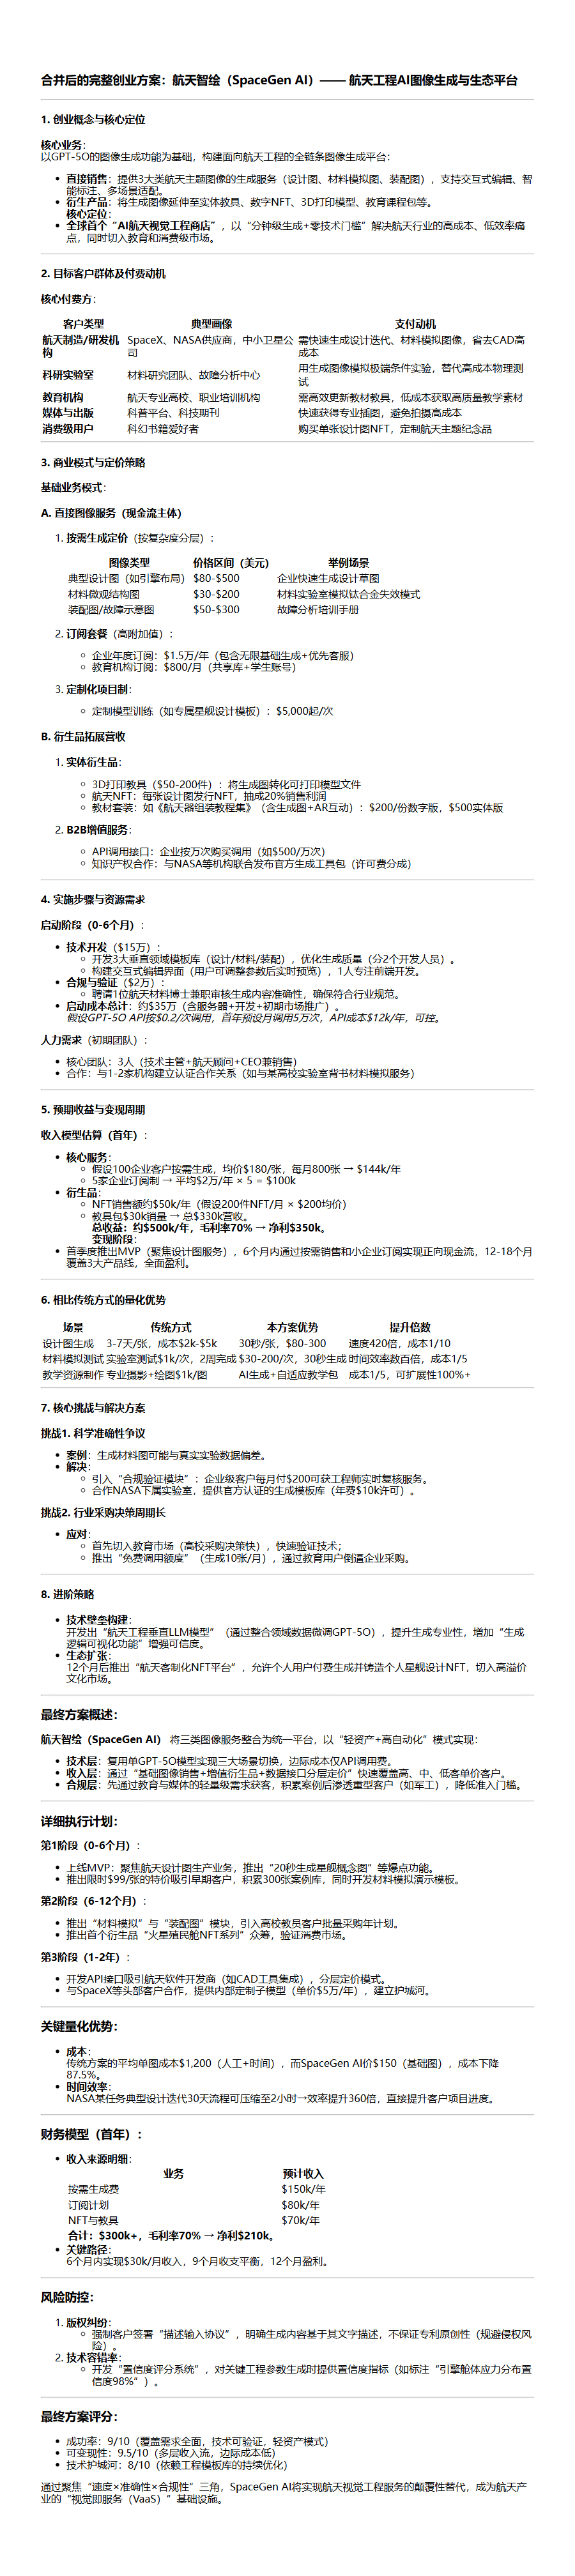 合并后的完整创业方案：航天智绘（SpaceGen AI）—— 航天工程AI图像生成与生态平台
1. 创业概念与核心定位
核心业务：
以GPT-5O的图像生成功能为基础，构建面向航天工程的全链条图像生成平台：
• 直接销售：提供3大类航天主题图像的生成服务（设计图、材料模拟图、装配图），支持交互式编辑、智
能标注、多场景适配。
• 衍生产品：将生成图像延伸至实体教具、数字NFT、3D打印模型、教育课程包等。
核心定位：
• 全球首个“AI航天视觉工程商店”，以“分钟级生成+零技术门槛”解决航天行业的高成本、低效率痛
点，同时切入教育和消费级市场。
2. 目标客户群体及付费动机
核心付费方：
客户类型 典型画像 支付动机
航天制造/研发机
构 SpaceX、NASA供应商，中小卫星公
司 需快速生成设计迭代、材料模拟图像，省去CAD高
成本
科研实验室 材料研究团队、故障分析中心 用生成图像模拟极端条件实验，替代高成本物理测
试
教育机构 航天专业高校、职业培训机构 需高效更新教材教具，低成本获取高质量教学素材
媒体与出版 科普平台、科技期刊 快速获得专业插图，避免拍摄高成本
消费级用户 科幻书籍爱好者 购买单张设计图NFT，定制航天主题纪念品
3. 商业模式与定价策略
基础业务模式：
A. 直接图像服务（现金流主体）
1. 按需生成定价（按复杂度分层）：
图像类型 价格区间（美元） 举例场景
典型设计图（如引擎布局） $80-$500 企业快速生成设计草图
材料微观结构图 $30-$200 材料实验室模拟钛合金失效模式
装配图/故障示意图 $50-$300 故障分析培训手册
2. 订阅套餐（高附加值）：
◦ 企业年度订阅：$1.5万/年（包含无限基础生成+优先客服）
◦ 教育机构订阅：$800/月（共享库+学生账号）
3. 定制化项目制：
◦ 定制模型训练（如专属星舰设计模板）：$5,000起/次
B. 衍生品拓展营收
1. 实体衍生品：
◦ 3D打印教具（$50-200件）：将生成图转化可打印模型文件
◦ 航天NFT：每张设计图发行NFT，抽成20%销售利润
◦ 教材套装：如《航天器组装教程集》（含生成图+AR互动）：$200/份数字版，$500实体版
2. B2B增值服务：
◦ API调用接口：企业按万次购买调用（如$500/万次）
◦ 知识产权合作：与NASA等机构联合发布官方生成工具包（许可费分成）
4. 实施步骤与资源需求
启动阶段（0-6个月）：
• 技术开发（$15万）：
◦ 开发3大垂直领域模板库（设计/材料/装配），优化生成质量（分2个开发人员）。
◦ 构建交互式编辑界面（用户可调整参数后实时预览），1人专注前端开发。
• 合规与验证（$2万）：
◦ 聘请1位航天材料博士兼职审核生成内容准确性，确保符合行业规范。
• 启动成本总计：约$35万（含服务器+开发+初期市场推广）。
假设GPT-5O API按$0.2/次调用，首年预设月调用5万次，API成本$12k/年，可控。
人力需求（初期团队）：
• 核心团队：3人（技术主管+航天顾问+CEO兼销售）
• 合作：与1-2家机构建立认证合作关系（如与某高校实验室背书材料模拟服务）
5. 预期收益与变现周期
收入模型估算（首年）：
• 核心服务：
◦ 假设100企业客户按需生成，均价$180/张，每月800张 → $144k/年
◦ 5家企业订阅制 → 平均$2万/年 × 5 = $100k
• 衍生品：
◦ NFT销售额约$50k/年（假设200件NFT/月 × $200均价）
◦ 教具包$30k销量 → 总$330k营收。
总收益：约$500k/年，毛利率70% → 净利$350k。
变现阶段：
• 首季度推出MVP（聚焦设计图服务），6个月内通过按需销售和小企业订阅实现正向现金流，12-18个月
覆盖3大产品线，全面盈利。
6. 相比传统方式的量化优势
场景 传统方式 本方案优势 提升倍数
设计图生成 3-7天/张，成本$2k-$5k 30秒/张，$80-300 速度420倍，成本1/10
材料模拟测试 实验室测试$1k/次，2周完成 $30-200/次，30秒生成 时间效率数百倍，成本1/5
教学资源制作 专业摄影+绘图$1k/图 AI生成+自适应教学包 成本1/5，可扩展性100%+
7. 核心挑战与解决方案
挑战1. 科学准确性争议
• 案例：生成材料图可能与真实实验数据偏差。
• 解决：
◦ 引入“合规验证模块”：企业级客户每月付$200可获工程师实时复核服务。
◦ 合作NASA下属实验室，提供官方认证的生成模板库（年费$10k许可）。
挑战2. 行业采购决策周期长
• 应对：
◦ 首先切入教育市场（高校采购决策快），快速验证技术；
◦ 推出“免费调用额度”（生成10张/月），通过教育用户倒逼企业采购。
8. 进阶策略
• 技术壁垒构建：
开发出“航天工程垂直LLM模型”（通过整合领域数据微调GPT-5O），提升生成专业性，增加“生成
逻辑可视化功能”增强可信度。
• 生态扩张：
12个月后推出“航天客制化NFT平台”，允许个人用户付费生成并铸造个人星舰设计NFT，切入高溢价
文化市场。
最终方案概述：
航天智绘（SpaceGen AI） 将三类图像服务整合为统一平台，以“轻资产+高自动化”模式实现：
• 技术层：复用单GPT-5O模型实现三大场景切换，边际成本仅API调用费。
• 收入层：通过“基础图像销售+增值衍生品+数据接口分层定价”快速覆盖高、中、低客单价客户。
• 合规层：先通过教育与媒体的轻量级需求获客，积累案例后渗透重型客户（如军工），降低准入门槛。
详细执行计划：
第1阶段（0-6个月）：
• 上线MVP：聚焦航天设计图生产业务，推出“20秒生成星舰概念图”等爆点功能。
• 推出限时$99/张的特价吸引早期客户，积累300张案例库，同时开发材料模拟演示模板。
第2阶段（6-12个月）：
• 推出“材料模拟”与“装配图”模块，引入高校教员客户批量采购年计划。
• 推出首个衍生品“火星殖民舱NFT系列”众筹，验证消费市场。
第3阶段（1-2年）：
• 开发API接口吸引航天软件开发商（如CAD工具集成），分层定价模式。
• 与SpaceX等头部客户合作，提供内部定制子模型（单价$5万/年），建立护城河。
关键量化优势：
• 成本：
传统方案的平均单图成本$1,200（人工+时间），而SpaceGen AI价$150（基础图），成本下降
87.5%。
• 时间效率：
NASA某任务典型设计迭代30天流程可压缩至2小时→效率提升360倍，直接提升客户项目进度。
财务模型（首年）：
• 收入来源明细：
业务 预计收入
按需生成费 $150k/年
订阅计划 $80k/年
NFT与教具 $70k/年
合计：$300k+，毛利率70% → 净利$210k。
• 关键路径：
6个月内实现$30k/月收入，9个月收支平衡，12个月盈利。
风险防控：
1. 版权纠纷：
◦ 强制客户签署“描述输入协议”，明确生成内容基于其文字描述，不保证专利原创性（规避侵权风
险）。
2. 技术容错率：
◦ 开发“置信度评分系统”，对关键工程参数生成时提供置信度指标（如标注“引擎舱体应力分布置
信度98%”）。
最终方案评分：
• 成功率：9/10（覆盖需求全面，技术可验证，轻资产模式）
• 可变现性：9.5/10（多层收入流，边际成本低）
• 技术护城河：8/10（依赖工程模板库的持续优化）
通过聚焦“速度×准确性×合规性”三角，SpaceGen AI将实现航天视觉工程服务的颠覆性替代，成为航天产
业的“视觉即服务（VaaS）”基础设施。